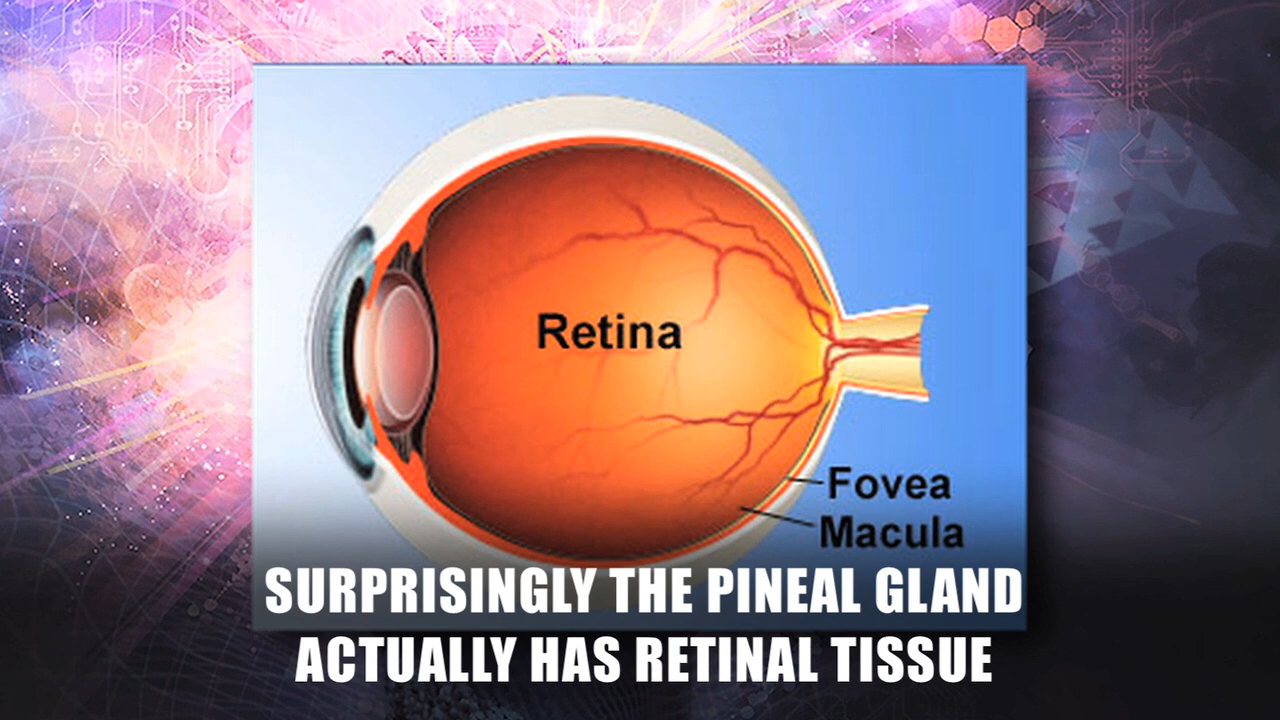 Retina
Fovea
Macula
SURPRISINGLY THE PINEAL GLAND
ACTUALLY HAS RETINAL TISSUE